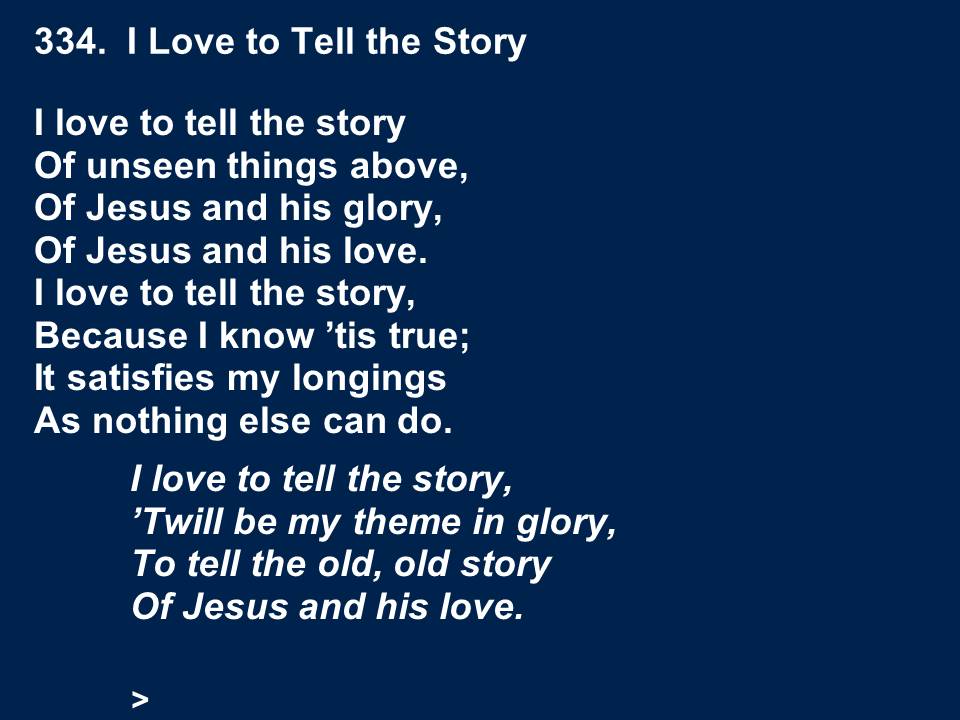 334.  I Love to Tell the Story
I love to tell the story
Of unseen things above,
Of Jesus and his glory,
Of Jesus and his love.
I love to tell the story,
Because I know ’tis true;
It satisfies my longings
As nothing else can do.
I love to tell the story,
’Twill be my theme in glory,
To tell the old, old story
Of Jesus and his love.
>